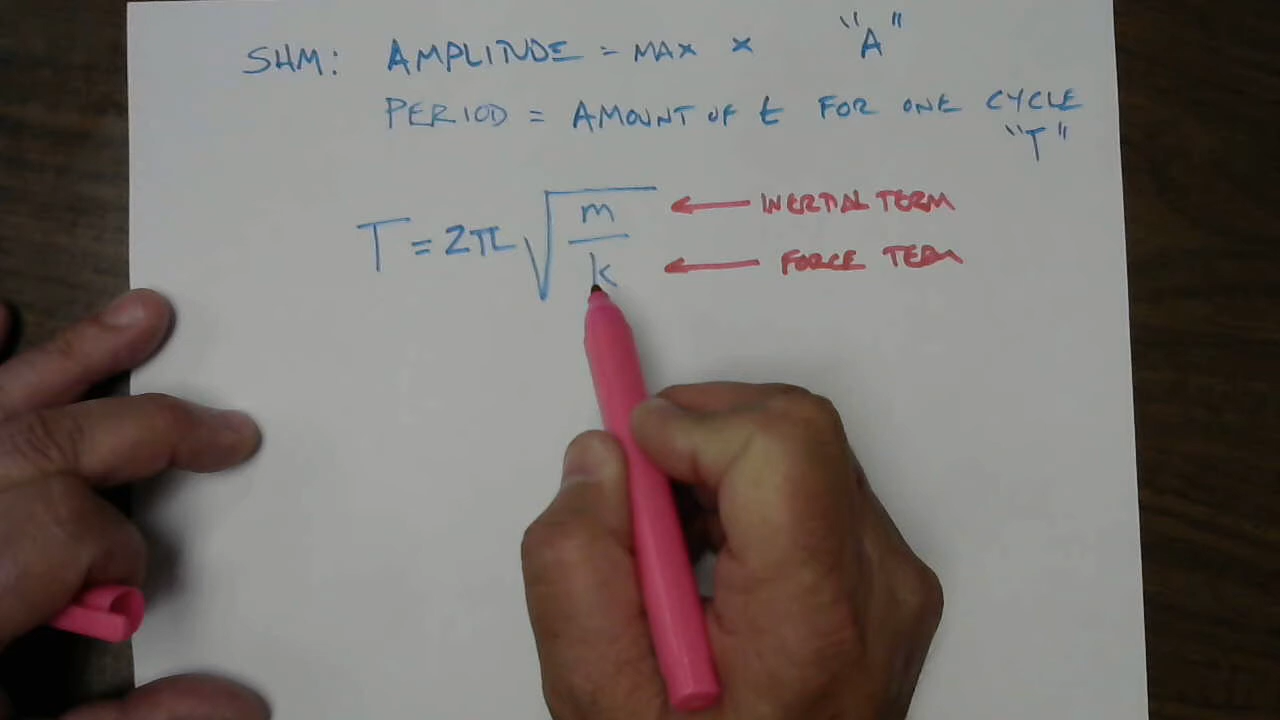 SHM: AMPLITUDE = MAX x "A"
PERIOD = AMOUNT OF t FOR ONE CYCLE
"T"
T = 2π √(m/k)
← INERTIAL TERM
← FORCE TERM